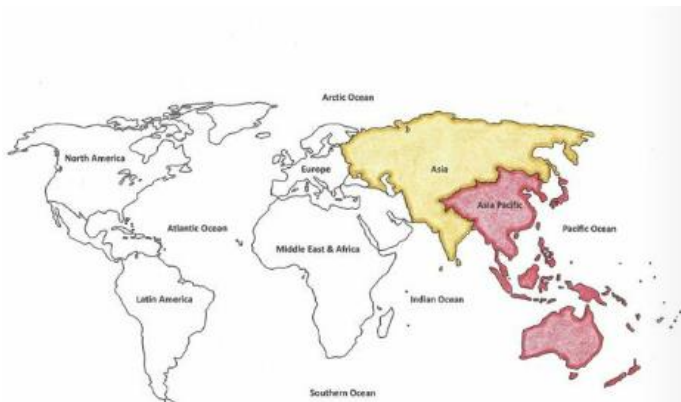 Arctic Ocean
North America
Europe
Asia
Asia Pacific
Atlantic Ocean
Middle East & Africa
Pacific Ocean
Latin America
Indian Ocean
Southern Ocean